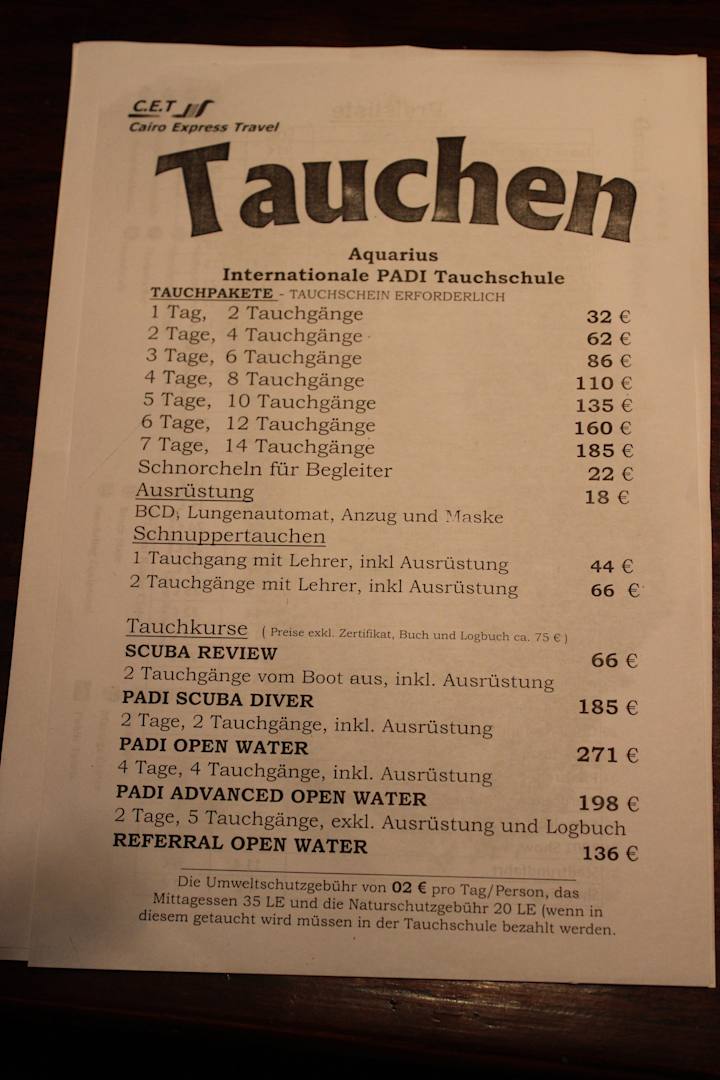 C.E.T
Cairo Express Travel
Tauchen
Aquarius
Internationale PADI Tauchschule
TAUCHPAKETE - TAUCHSCHEIN ERFORDERLICH
1 Tag, 2 Tauchgänge 32 €
2 Tage, 4 Tauchgänge 62 €
3 Tage, 6 Tauchgänge 86 €
4 Tage, 8 Tauchgänge 110 €
5 Tage, 10 Tauchgänge 135 €
6 Tage, 12 Tauchgänge 160 €
7 Tage, 14 Tauchgänge 185 €
Schnorcheln für Begleiter 22 €
Ausrüstung 18 €
BCD, Lungenautomat, Anzug und Maske
Schnuppertauchen
1 Tauchgang mit Lehrer, inkl Ausrüstung 44 €
2 Tauchgänge mit Lehrer, inkl Ausrüstung 66 €
Tauchkurse ( Preise exkl. Zertifikat, Buch und Logbuch ca. 75 € )
SCUBA REVIEW 66 €
2 Tauchgänge vom Boot aus, inkl. Ausrüstung
PADI SCUBA DIVER 185 €
2 Tage, 2 Tauchgänge, inkl. Ausrüstung
PADI OPEN WATER 271 €
4 Tage, 4 Tauchgänge, inkl. Ausrüstung
PADI ADVANCED OPEN WATER 198 €
2 Tage, 5 Tauchgänge, exkl. Ausrüstung und Logbuch
REFERRAL OPEN WATER 136 €
Die Umweltschutzgebühr von 02 € pro Tag/Person, das
Mittagessen 35 LE und die Naturschutzgebühr 20 LE (wenn in
diesem getaucht wird müssen in der Tauchschule bezahlt werden.